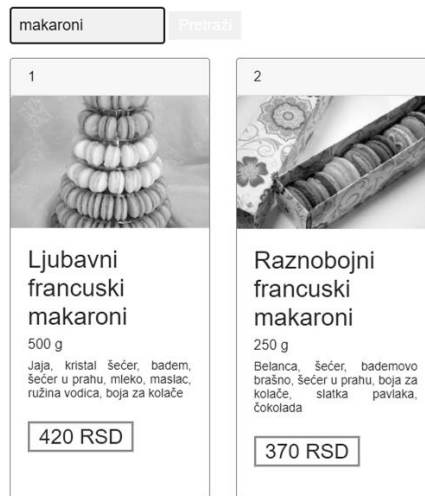 makaroni
Pretraži
1
Ljubavni
francuski
makaroni
500 g
Jaja, kristal šećer, badem,
šećer u prahu, mleko, maslac,
ružina vodica, boja za kolače
420 RSD
2
Raznobojni
francuski
makaroni
250 g
Belanca, šećer, bademovo
brašno, šećer u prahu, boja za
kolače, slatka pavlaka,
čokolada
370 RSD